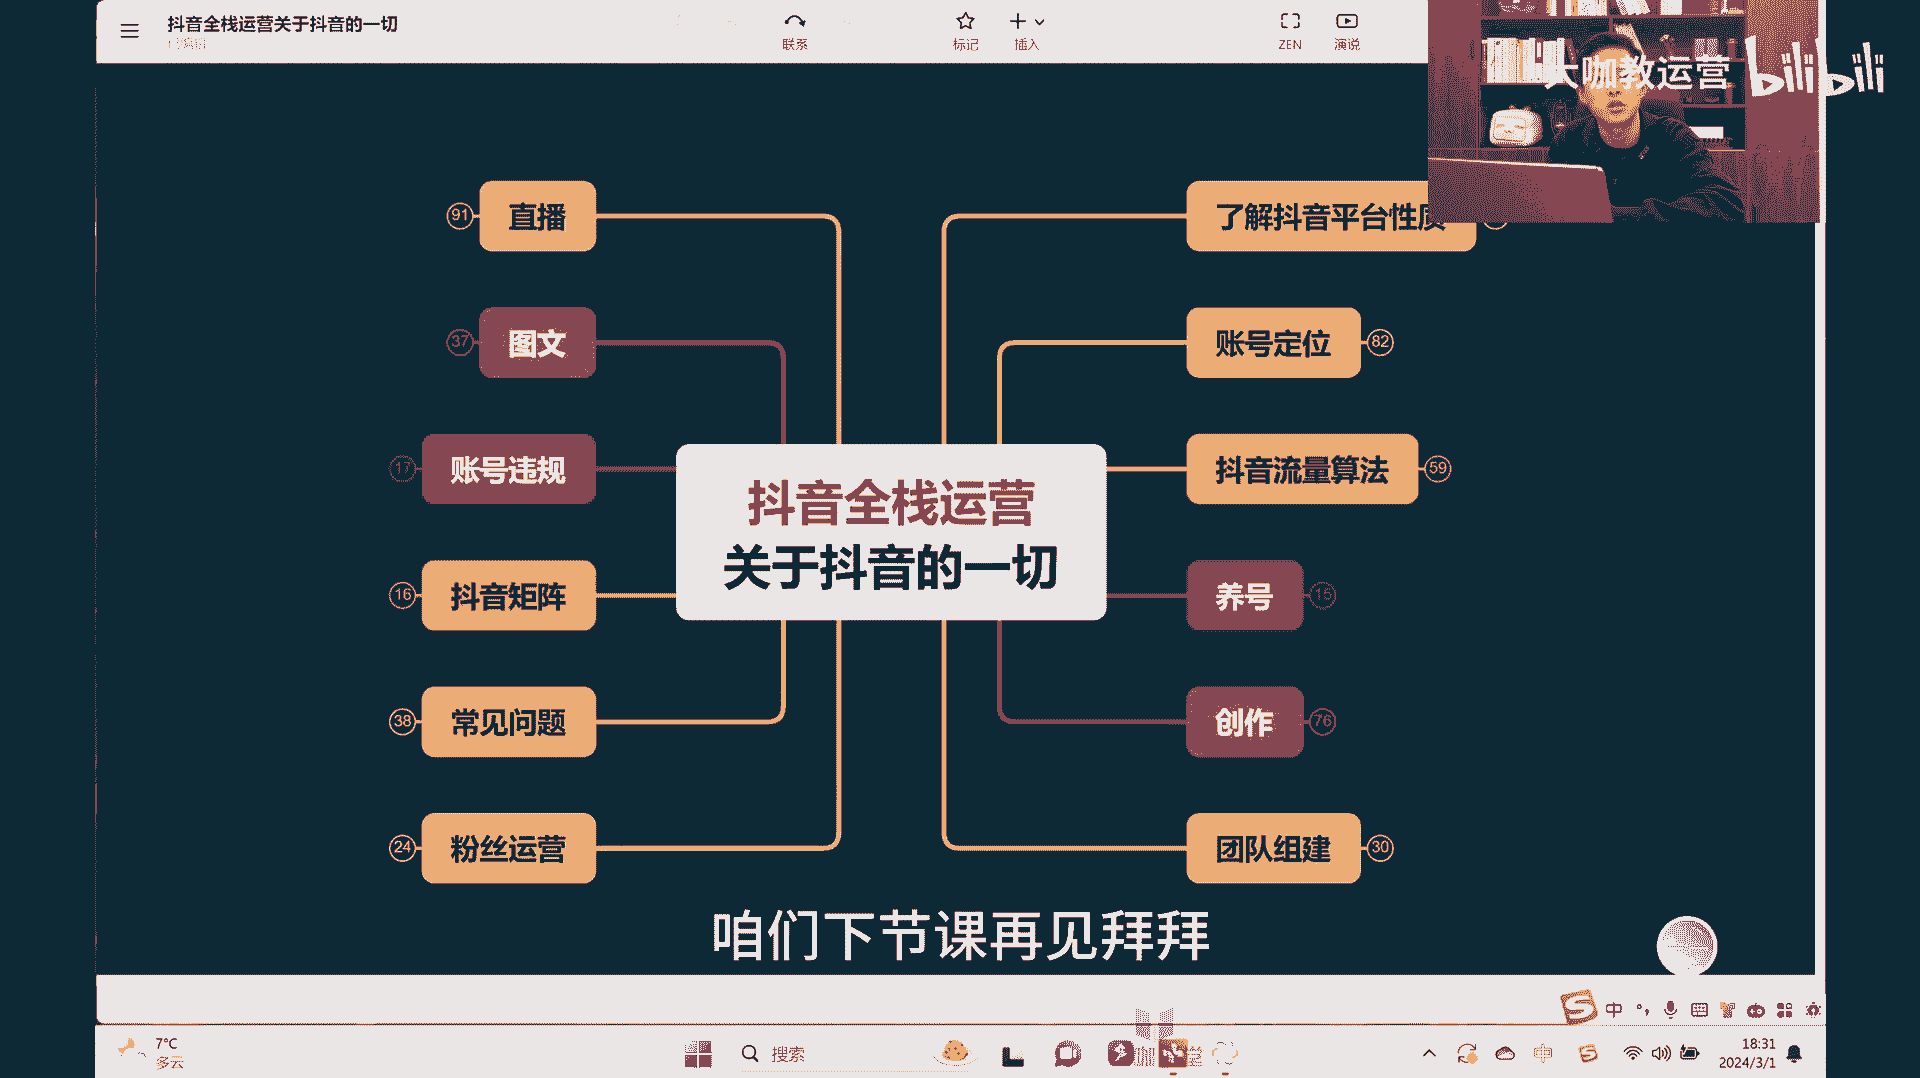 抖音全栈运营关于抖音的一切
已编辑
联系
标记
插入
ZEN
演说
大咖教运营
bilibili
91
直播
了解抖音平台性质
37
图文
账号定位
82
17
账号违规
抖音流量算法
59
抖音全栈运营
关于抖音的一切
16
抖音矩阵
养号
15
38
常见问题
创作
76
24
粉丝运营
团队组建
30
咱们下节课再见拜拜
中
7°C
多云
搜索
中
18:31
2024/3/1